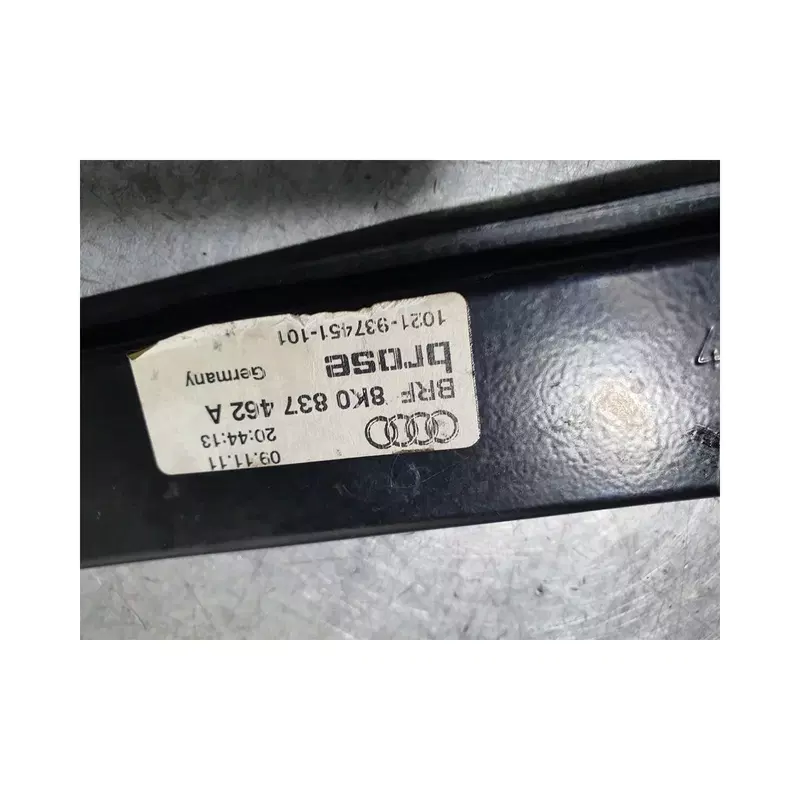 09.11.11
20:44:13
BRF 8K0 837 462 A
brose Germany
1021-937451-101